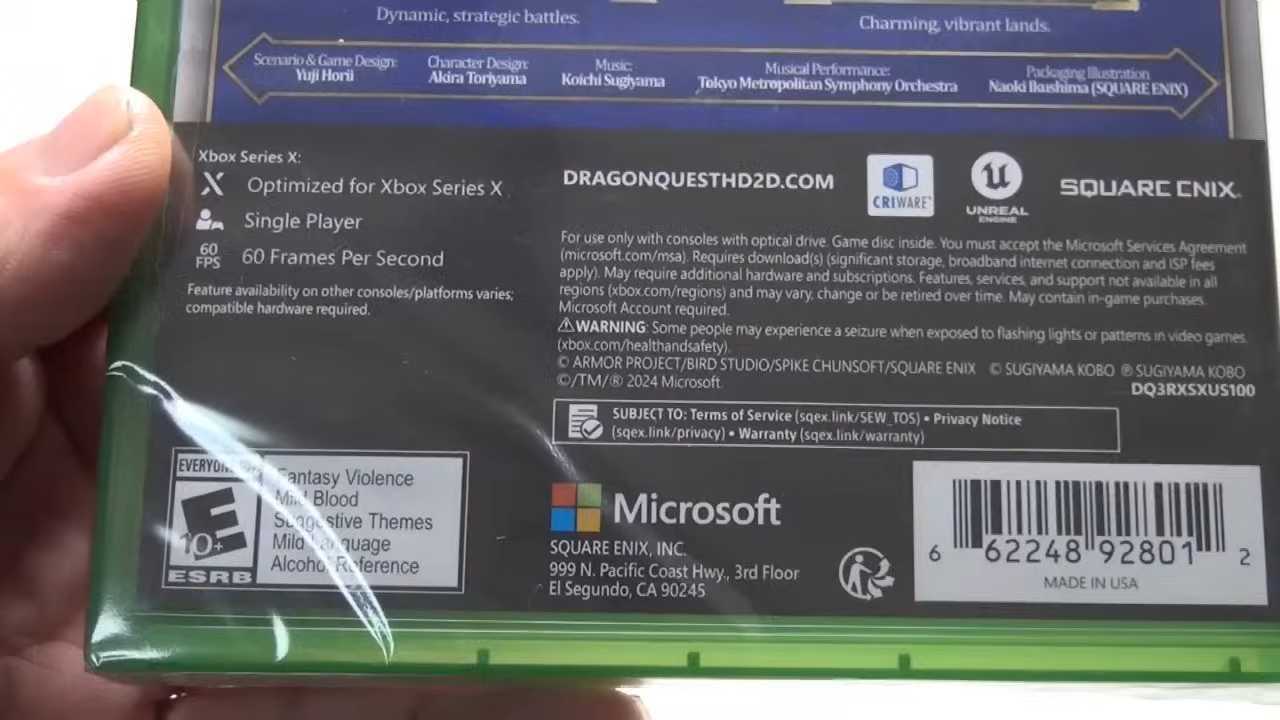 Dynamic, strategic battles.
Charming, vibrant lands.
Scenario & Game Design:
Yuji Horii
Character Design:
Akira Toriyama
Music:
Koichi Sugiyama
Musical Performance:
Tokyo Metropolitan Symphony Orchestra
Packaging Illustration
Naoki Ikushima (SQUARE ENIX)
Xbox Series X:
Optimized for Xbox Series X
Single Player
60
FPS
60 Frames Per Second
Feature availability on other consoles/platforms varies;
compatible hardware required.
DRAGONQUESTHD2D.COM
CRIWARE™
UNREAL
ENGINE
SQUARE ENIX
For use only with consoles with optical drive. Game disc inside. You must accept the Microsoft Services Agreement
(microsoft.com/msa). Requires download(s) (significant storage, broadband internet connection and ISP fees
apply). May require additional hardware and subscriptions. Features, services, and support not available in all
regions (xbox.com/regions) and may vary, change or be retired over time. May contain in-game purchases.
Microsoft Account required.
⚠WARNING: Some people may experience a seizure when exposed to flashing lights or patterns in video games.
(xbox.com/healthandsafety).
© ARMOR PROJECT/BIRD STUDIO/SPIKE CHUNSOFT/SQUARE ENIX © SUGIYAMA KOBO ℗ SUGIYAMA KOBO
©/TM/® 2024 Microsoft.
DQ3RXSXUS100
SUBJECT TO: Terms of Service (sqex.link/SEW_TOS) • Privacy Notice
(sqex.link/privacy) • Warranty (sqex.link/warranty)
EVERYONE 10+
E
10+
ESRB
Fantasy Violence
Mild Blood
Suggestive Themes
Mild Language
Alcohol Reference
Microsoft
SQUARE ENIX, INC.
999 N. Pacific Coast Hwy., 3rd Floor
El Segundo, CA 90245
6 62248 92801 2
MADE IN USA